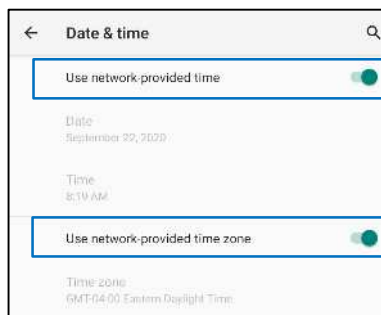 Date & time
Use network-provided time
Date
September 22, 2020
Time
8:19 AM
Use network-provided time zone
Time zone
GMT-04:00 Eastern Daylight Time